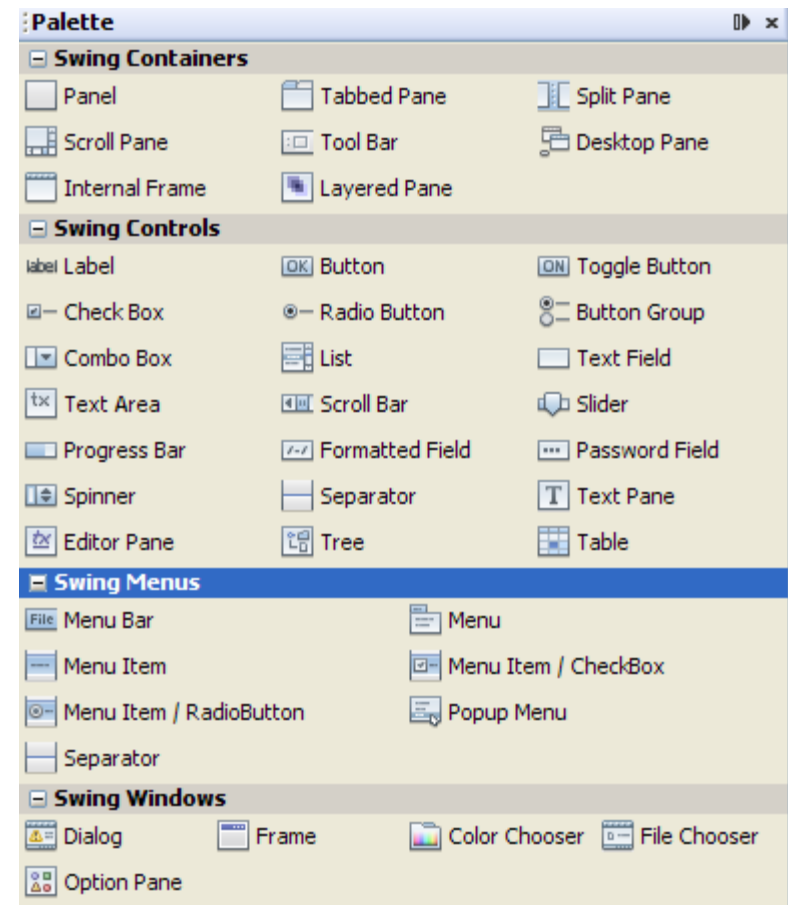 Palette
Swing Containers
Panel Tabbed Pane Split Pane
Scroll Pane Tool Bar Desktop Pane
Internal Frame Layered Pane
Swing Controls
label Label OK Button ON Toggle Button
Check Box Radio Button Button Group
Combo Box List Text Field
tx Text Area Scroll Bar Slider
Progress Bar Formatted Field Password Field
Spinner Separator T Text Pane
tx Editor Pane Tree Table
Swing Menus
File Menu Bar Menu
Menu Item Menu Item / CheckBox
Menu Item / RadioButton Popup Menu
Separator
Swing Windows
Dialog Frame Color Chooser File Chooser
Option Pane